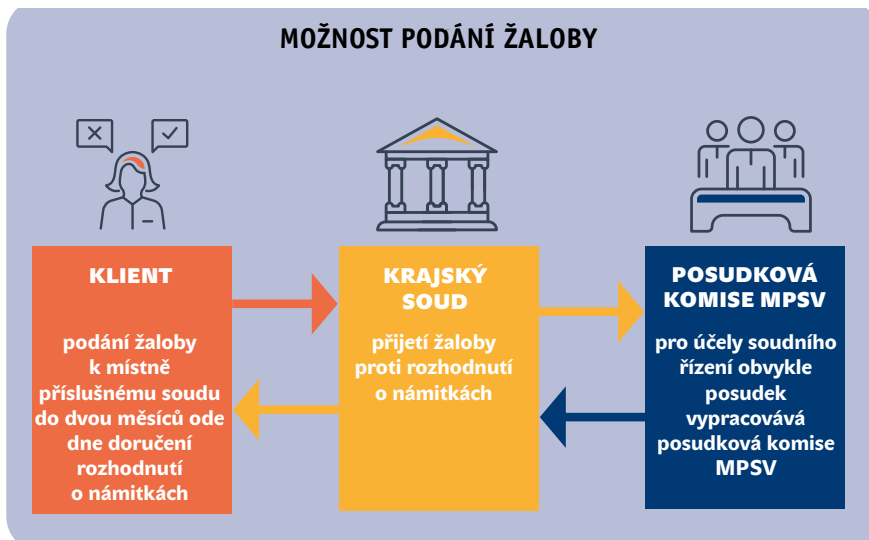 MOŽNOST PODÁNÍ ŽALOBY
KLIENT
podání žaloby
k místně
příslušnému soudu
do dvou měsíců ode
dne doručení
rozhodnutí
o námitkách
KRAJSKÝ
SOUD
přijetí žaloby
proti rozhodnutí
o námitkách
POSUDKOVÁ
KOMISE MPSV
pro účely soudního
řízení obvykle
posudek
vypracovává
posudková komise
MPSV